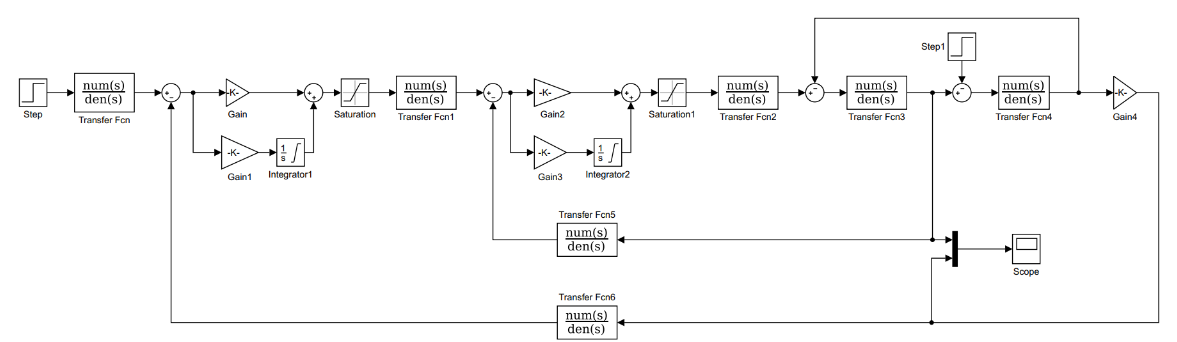 Step
num(s)
den(s)
Transfer Fcn
+
-
-K-
Gain
-K-
Gain1
1
s
Integrator1
+
+
Saturation
num(s)
den(s)
Transfer Fcn1
+
-
-K-
Gain2
-K-
Gain3
1
s
Integrator2
+
+
Saturation1
num(s)
den(s)
Transfer Fcn2
+
-
num(s)
den(s)
Transfer Fcn3
Step1
+
-
num(s)
den(s)
Transfer Fcn4
-K-
Gain4
Transfer Fcn5
num(s)
den(s)
Scope
Transfer Fcn6
num(s)
den(s)